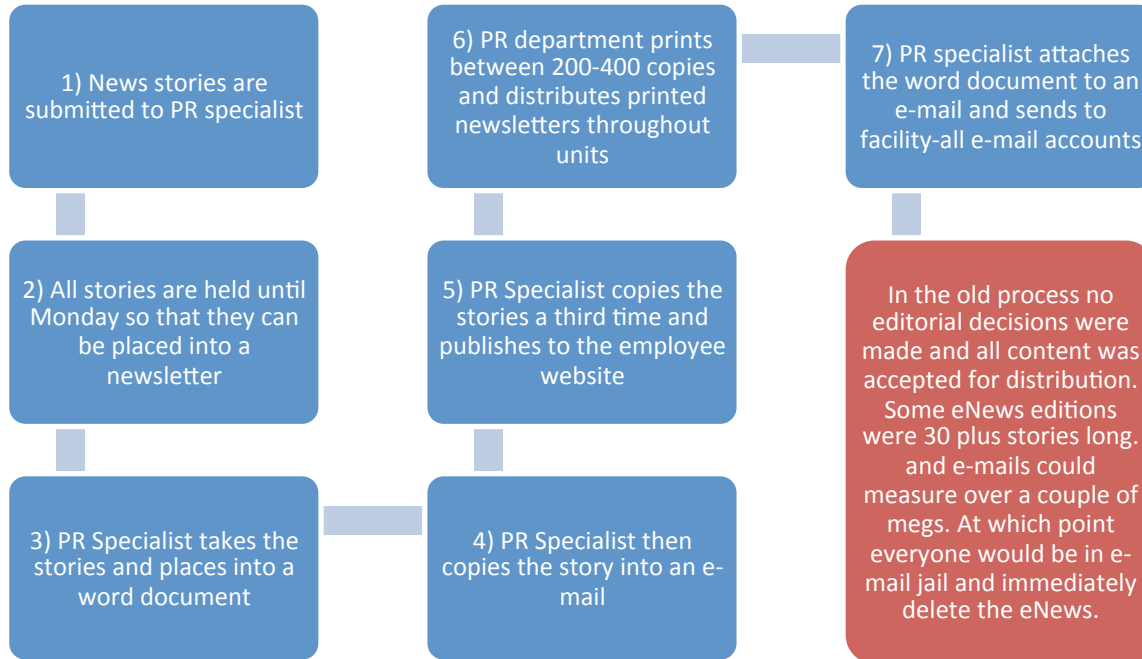 1) News stories are
submitted to PR specialist
2) All stories are held until
Monday so that they can
be placed into a
newsletter
3) PR Specialist takes the
stories and places into a
word document
4) PR Specialist then
copies the story into an e-
mail
5) PR Specialist copies the
stories a third time and
publishes to the employee
website
6) PR department prints
between 200-400 copies
and distributes printed
newsletters throughout
units
7) PR specialist attaches
the word document to an
e-mail and sends to
facility-all e-mail accounts
In the old process no
editorial decisions were
made and all content was
accepted for distribution.
Some eNews editions
were 30 plus stories long.
and e-mails could
measure over a couple of
megs. At which point
everyone would be in e-
mail jail and immediately
delete the eNews.